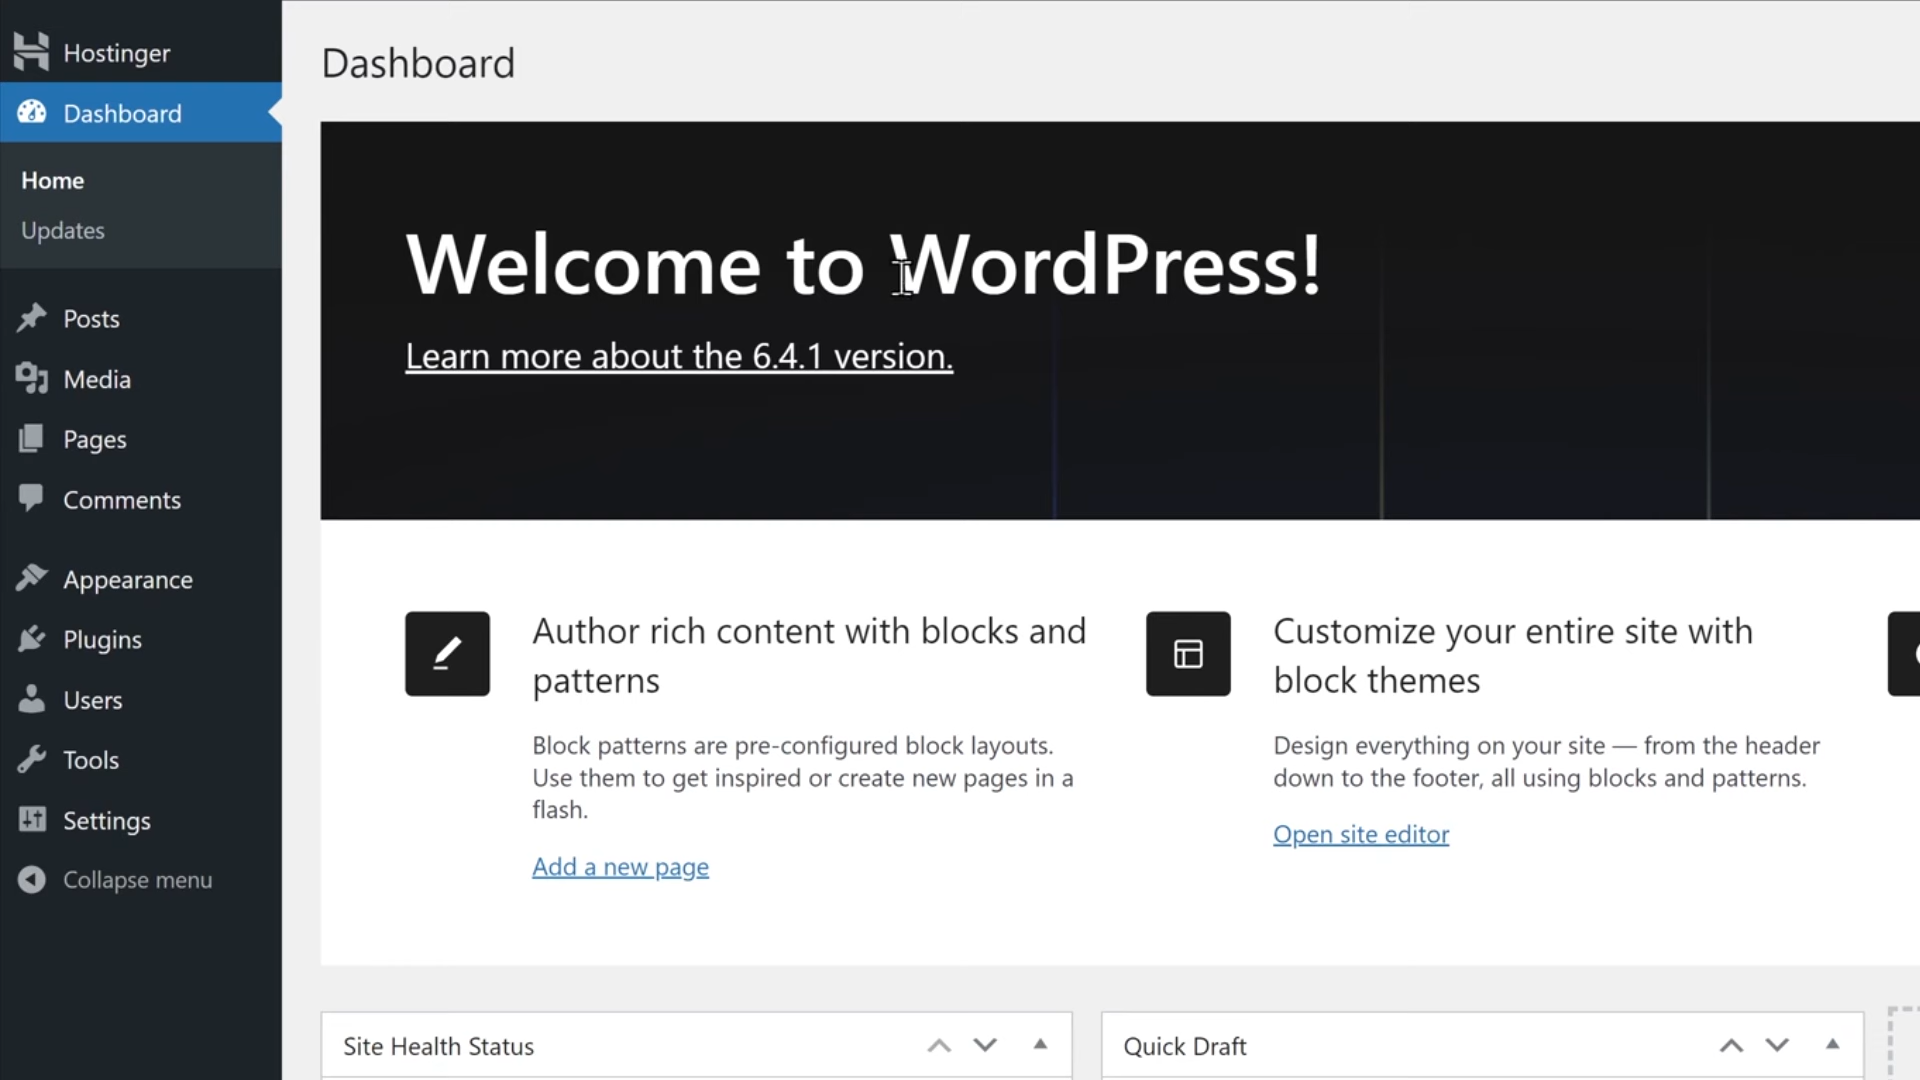 Hostinger
Dashboard
Home
Updates
Posts
Media
Pages
Comments
Appearance
Plugins
Users
Tools
Settings
Collapse menu
Dashboard
Welcome to WordPress!
Learn more about the 6.4.1 version.
Author rich content with blocks and
patterns
Block patterns are pre-configured block layouts.
Use them to get inspired or create new pages in a
flash.
Add a new page
Customize your entire site with
block themes
Design everything on your site — from the header
down to the footer, all using blocks and patterns.
Open site editor
Site Health Status
Quick Draft